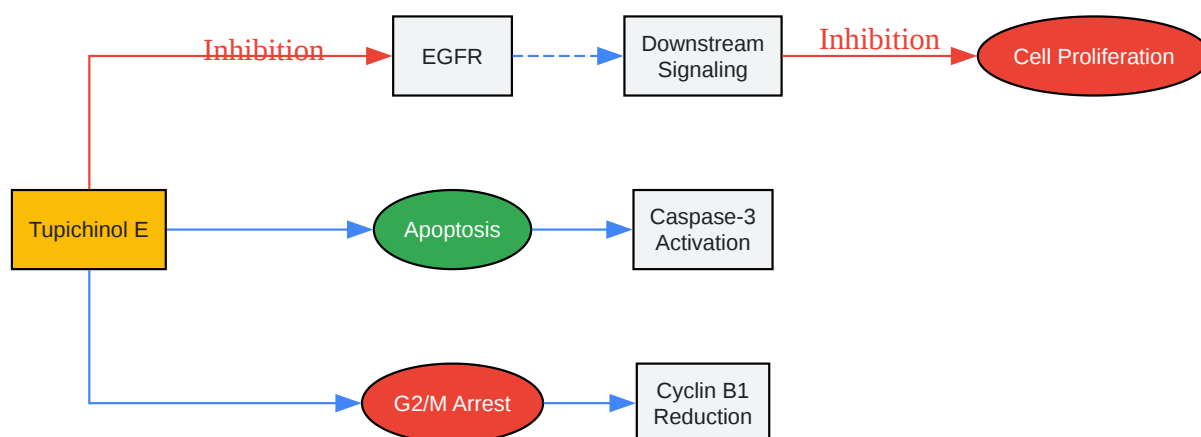 Inhibition
EGFR
Downstream
Signaling
Inhibition
Cell Proliferation
Tupichinol E
Apoptosis
Caspase-3
Activation
G2/M Arrest
Cyclin B1
Reduction